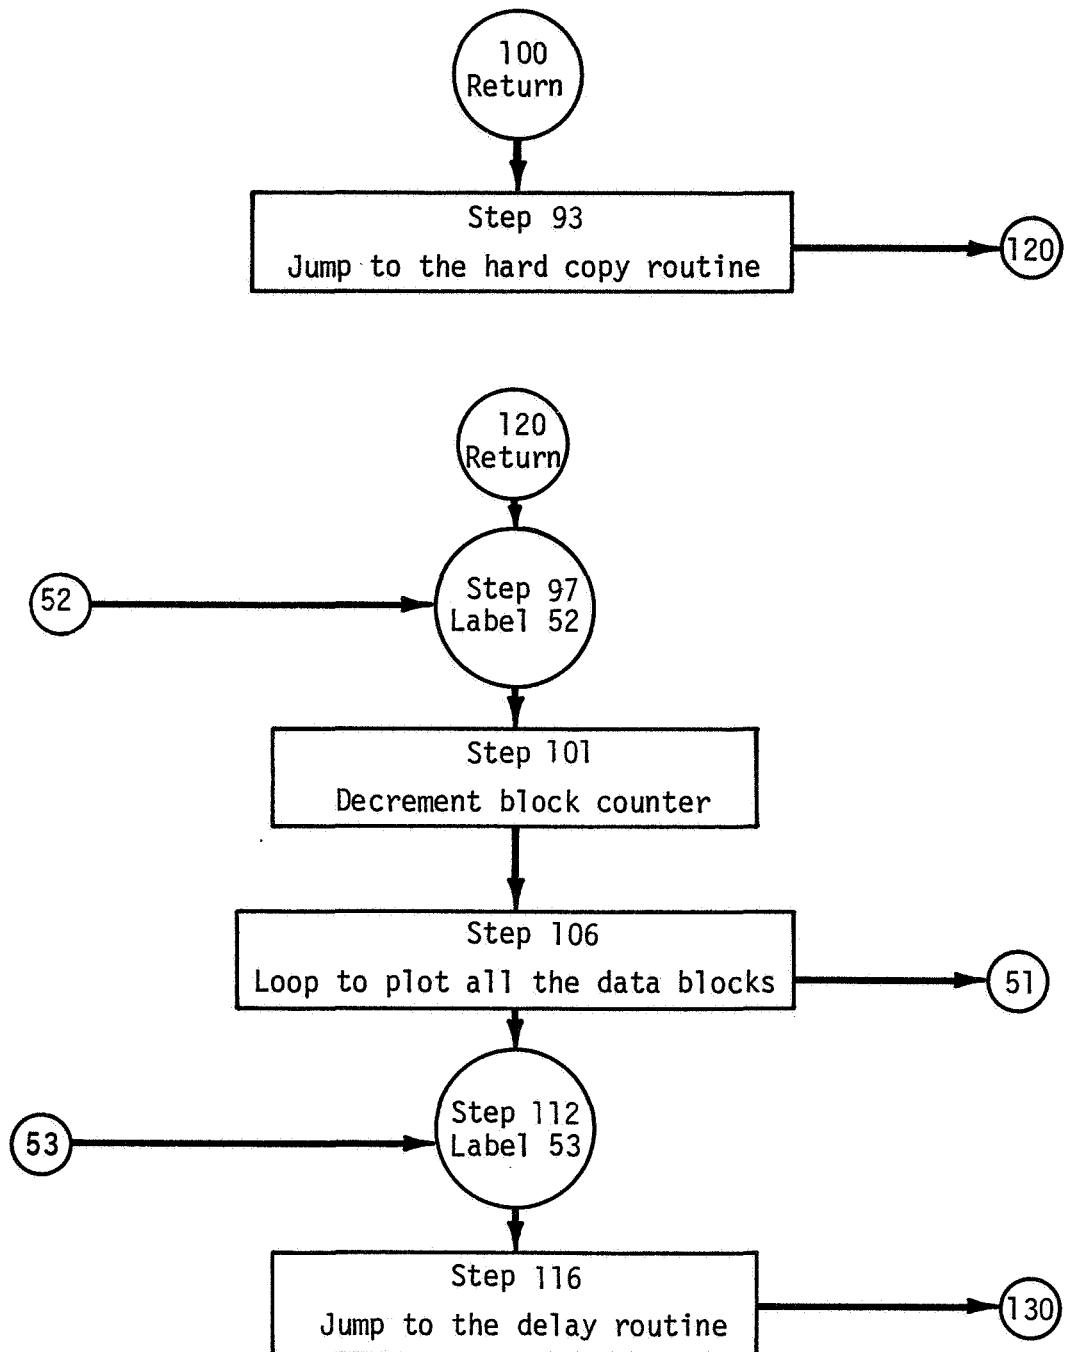 100
Return
Step 93
Jump to the hard copy routine
120
120
Return
52
Step 97
Label 52
Step 101
Decrement block counter
Step 106
Loop to plot all the data blocks
51
Step 112
Label 53
53
Step 116
Jump to the delay routine
130